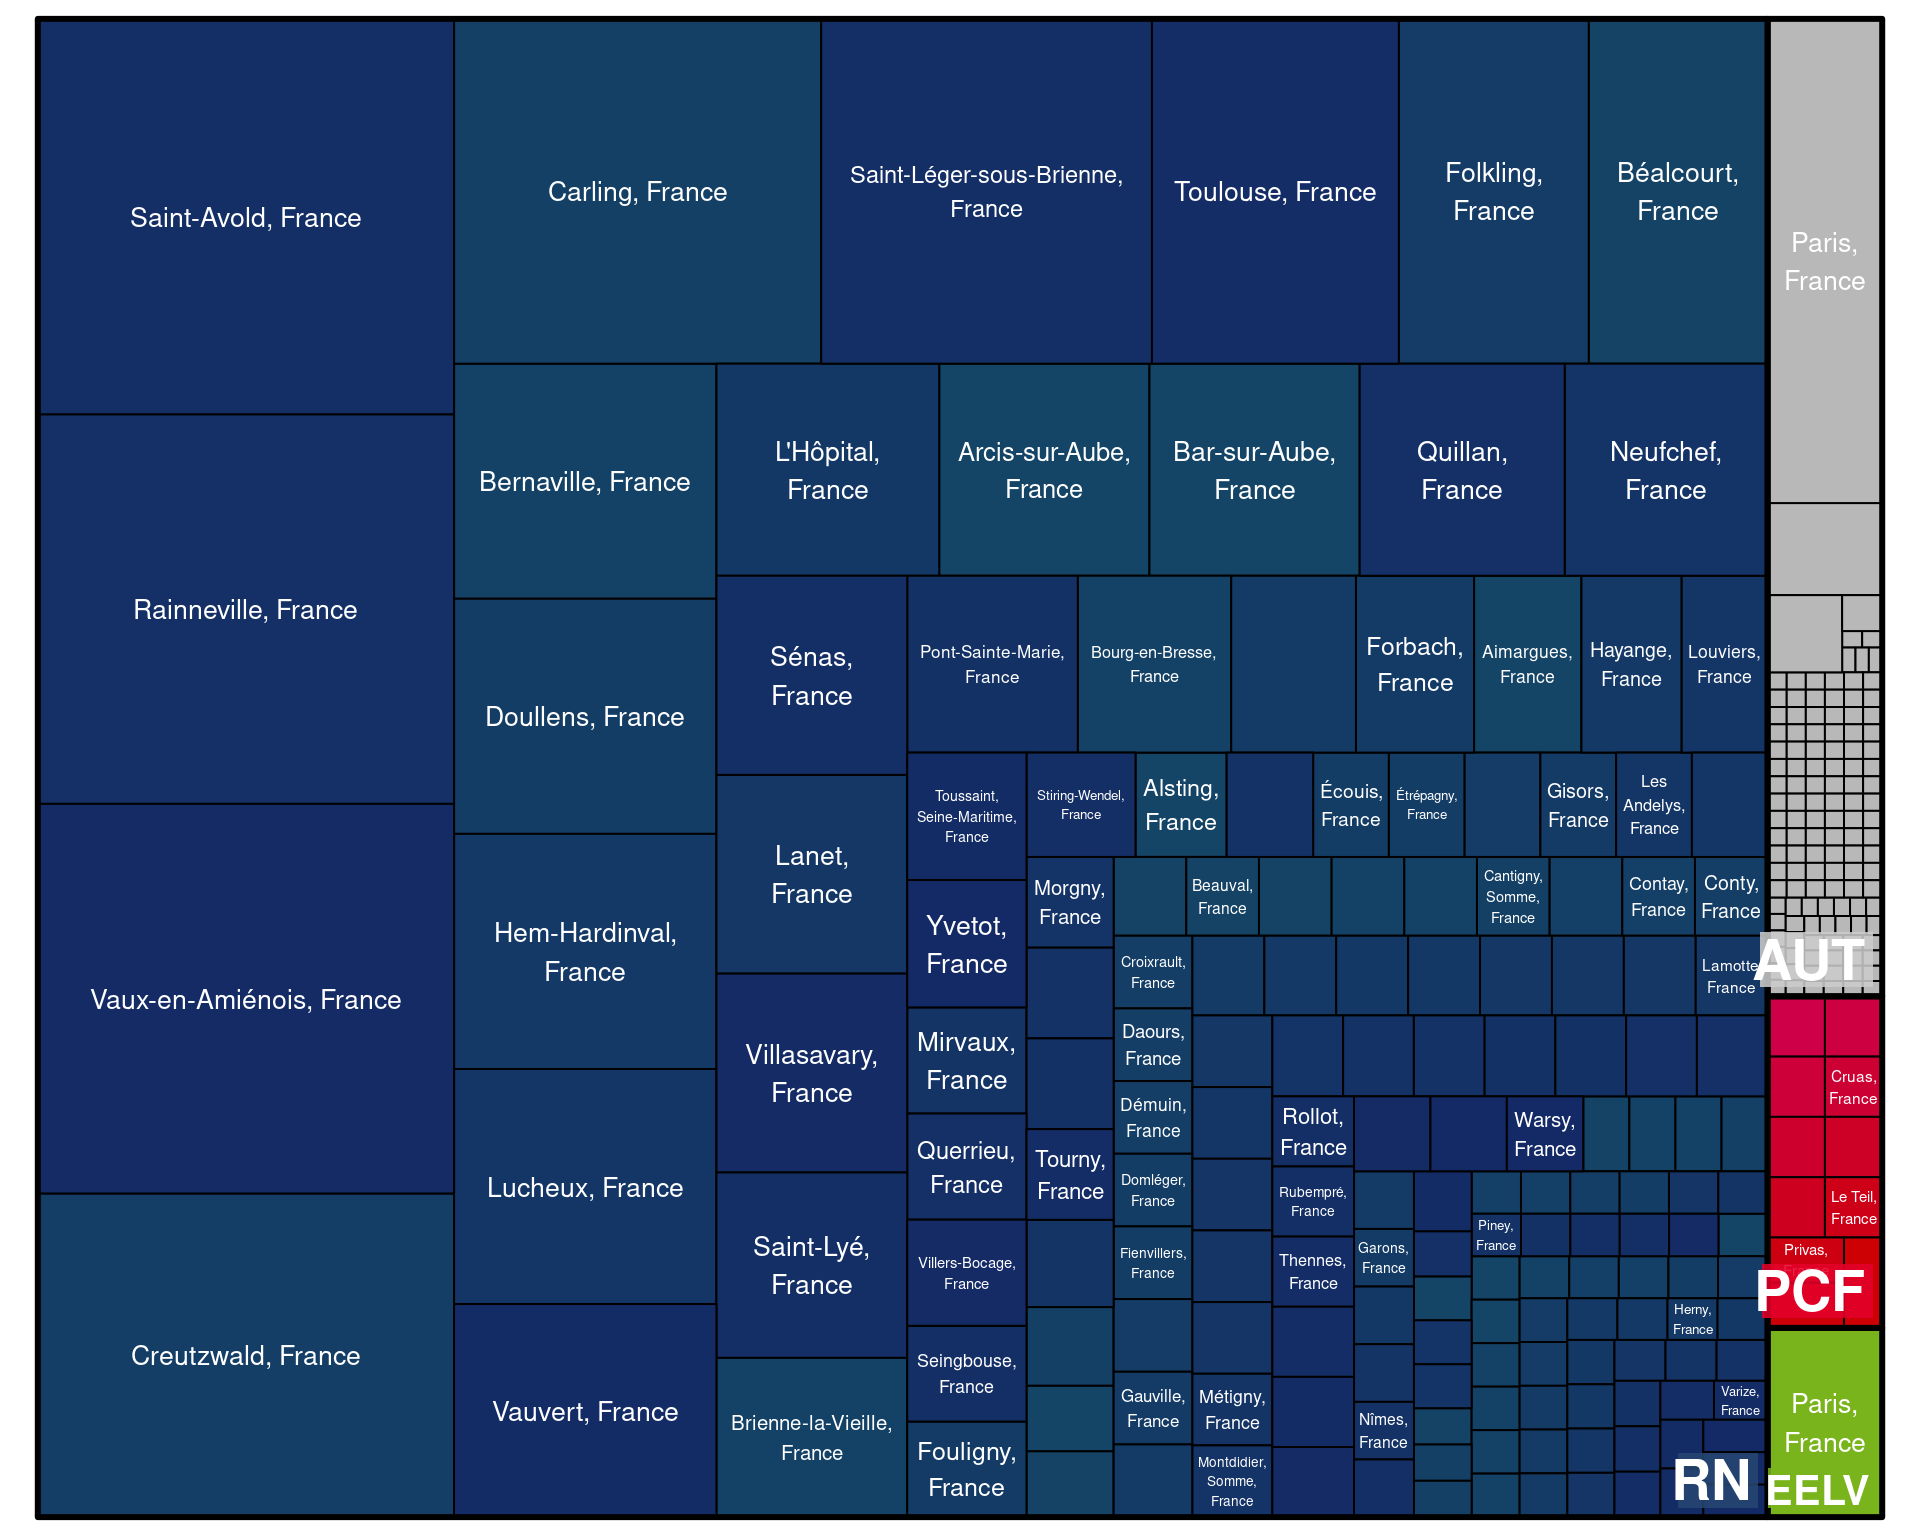 Saint-Avold, France
Rainneville, France
Vaux-en-Amiénois, France
Creutzwald, France
Carling, France
Saint-Léger-sous-Brienne,
France
Toulouse, France
Folkling,
France
Béalcourt,
France
Bernaville, France
Doullens, France
Hem-Hardinval,
France
Lucheux, France
Vauvert, France
L'Hôpital,
France
Arcis-sur-Aube,
France
Bar-sur-Aube,
France
Quillan,
France
Neufchef,
France
Sénas,
France
Lanet,
France
Villasavary,
France
Saint-Lyé,
France
Brienne-la-Vieille,
France
Pont-Sainte-Marie,
France
Bourg-en-Bresse,
France
Forbach,
France
Aimargues,
France
Hayange,
France
Louviers,
France
Toussaint,
Seine-Maritime,
France
Yvetot,
France
Mirvaux,
France
Querrieu,
France
Villers-Bocage,
France
Seingbouse,
France
Fouligny,
France
Stiring-Wendel,
France
Alsting,
France
Écouis,
France
Étrépagny,
France
Gisors,
France
Les
Andelys,
France
Morgny,
France
Tourny,
France
Beauval,
France
Cantigny,
Somme,
France
Contay,
France
Conty,
France
Croixrault,
France
Daours,
France
Démuin,
France
Domléger,
France
Fienvillers,
France
Gauville,
France
Lamotte
France
Métigny,
France
Montdidier,
Somme,
France
Rollot,
France
Rubempré,
France
Thennes,
France
Warsy,
France
Garons,
France
Nîmes,
France
Piney,
France
Herny,
France
Varize,
France
RN
Paris,
France
AUT
Cruas,
France
Le Teil,
France
Privas,
PCF
Paris,
France
EELV